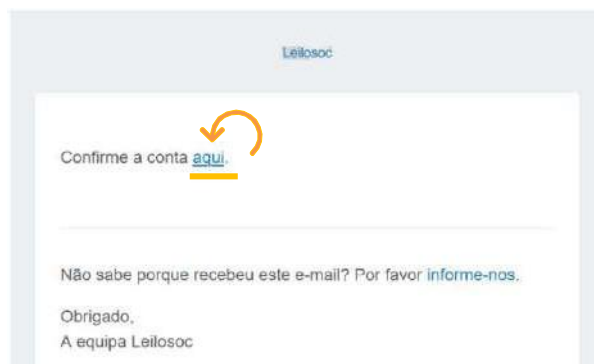 Leilosoc
Confirme a conta aqui.
Não sabe porque recebeu este e-mail? Por favor informe-nos.
Obrigado,
A equipa Leilosoc